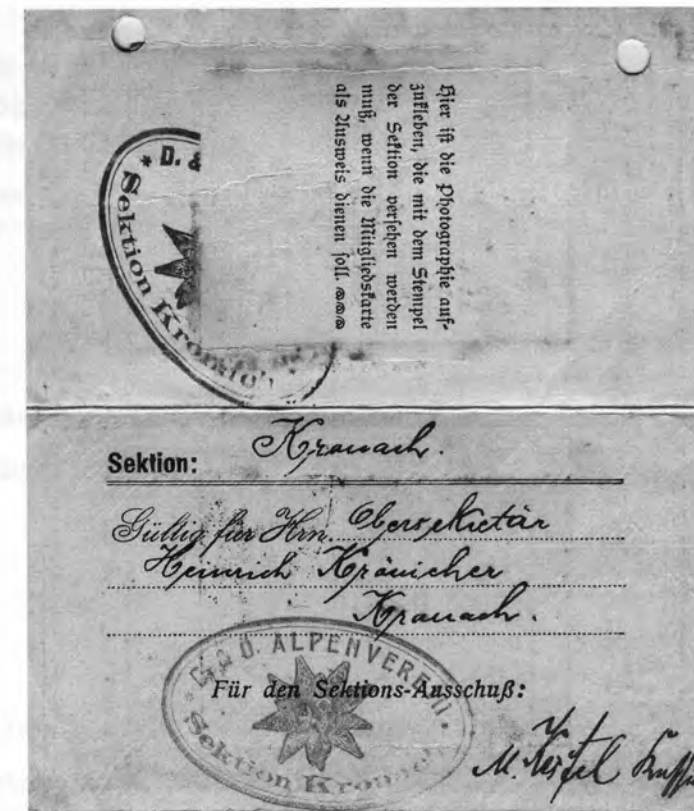 Hier ist die Photographie auf-
zukleben, die mit dem Stempel
der Sektion versehen werden
muß, wenn die Mitgliedskarte
als Ausweis dienen soll.
* D. &
Sektion Kronach
Sektion: Kronach.
Gültig für Hrn. Obersekretär
Heinrich
Kronach.
D. & Ö. ALPENVEREIN.
Für den Sektions-Ausschuß:
Sektion Kronach
M.